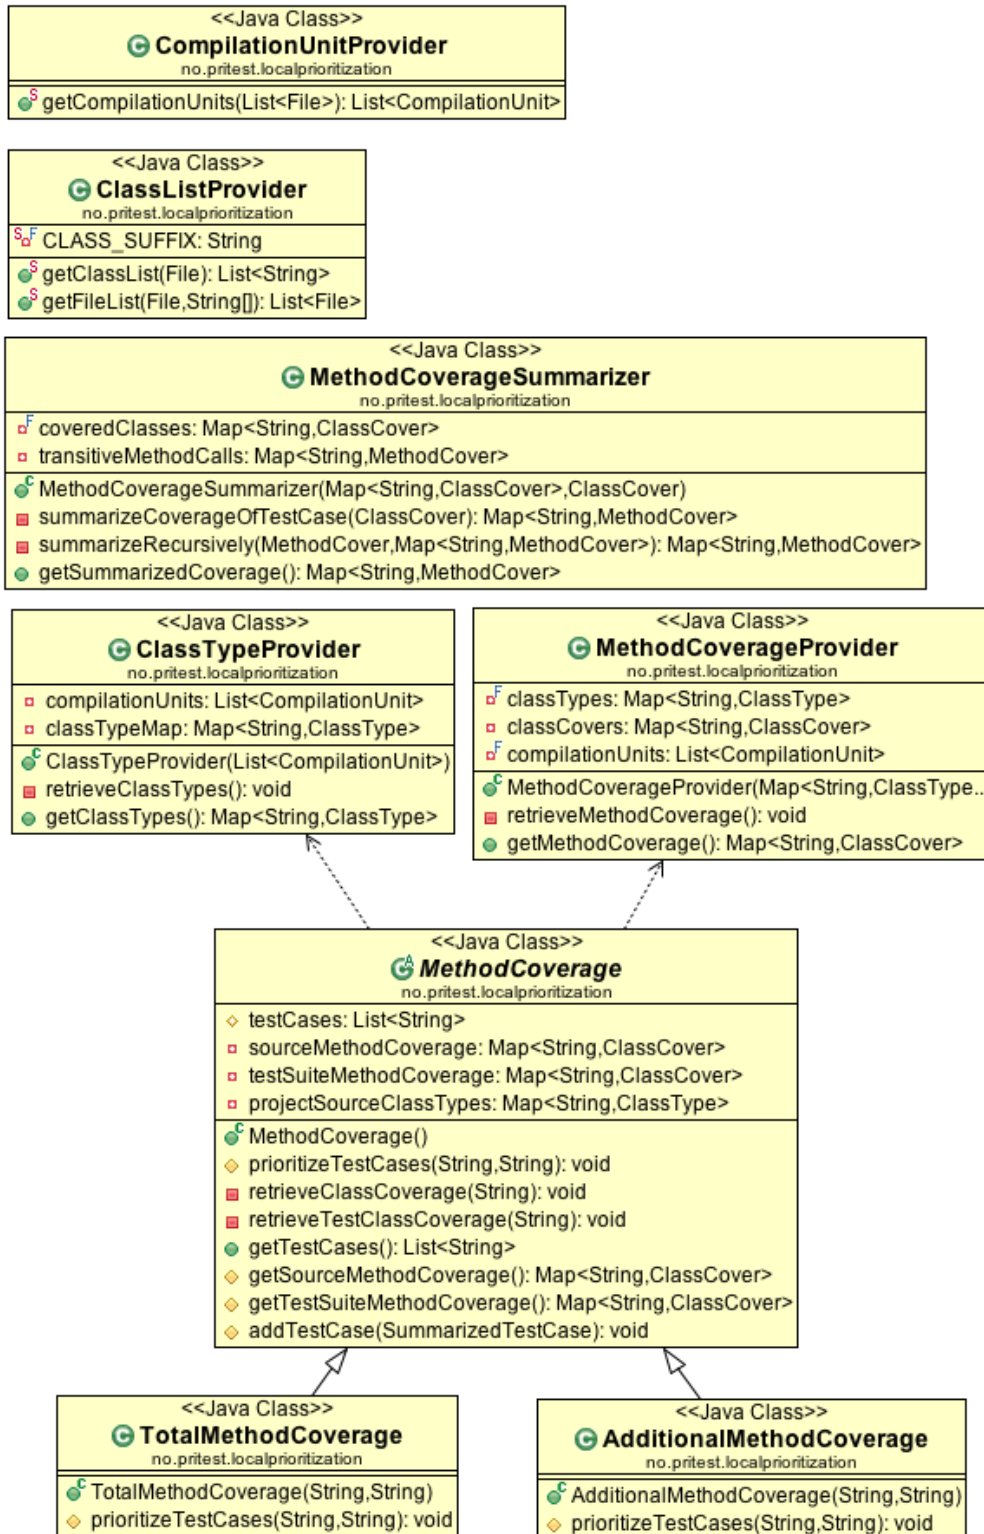 <<Java Class>>
CompilationUnitProvider
no.pritest.localprioritization
getCompilationUnits(List<File>): List<CompilationUnit>
<<Java Class>>
ClassListProvider
no.pritest.localprioritization
CLASS_SUFFIX: String
getClassList(File): List<String>
getFileList(File,String[]): List<File>
<<Java Class>>
MethodCoverageSummarizer
no.pritest.localprioritization
coveredClasses: Map<String,ClassCover>
transitiveMethodCalls: Map<String,MethodCover>
MethodCoverageSummarizer(Map<String,ClassCover>,ClassCover)
summarizeCoverageOfTestCase(ClassCover): Map<String,MethodCover>
summarizeRecursively(MethodCover,Map<String,MethodCover>): Map<String,MethodCover>
getSummarizedCoverage(): Map<String,MethodCover>
<<Java Class>>
ClassTypeProvider
no.pritest.localprioritization
compilationUnits: List<CompilationUnit>
classTypeMap: Map<String,ClassType>
ClassTypeProvider(List<CompilationUnit>)
retrieveClassTypes(): void
getClassTypes(): Map<String,ClassType>
<<Java Class>>
MethodCoverageProvider
no.pritest.localprioritization
classTypes: Map<String,ClassType>
classCovers: Map<String,ClassCover>
compilationUnits: List<CompilationUnit>
MethodCoverageProvider(Map<String,ClassType...
retrieveMethodCoverage(): void
getMethodCoverage(): Map<String,ClassCover>
<<Java Class>>
MethodCoverage
no.pritest.localprioritization
testCases: List<String>
sourceMethodCoverage: Map<String,ClassCover>
testSuiteMethodCoverage: Map<String,ClassCover>
projectSourceClassTypes: Map<String,ClassType>
MethodCoverage()
prioritizeTestCases(String,String): void
retrieveClassCoverage(String): void
retrieveTestClassCoverage(String): void
getTestCases(): List<String>
getSourceMethodCoverage(): Map<String,ClassCover>
getTestSuiteMethodCoverage(): Map<String,ClassCover>
addTestCase(SummarizedTestCase): void
<<Java Class>>
TotalMethodCoverage
no.pritest.localprioritization
TotalMethodCoverage(String,String)
prioritizeTestCases(String,String): void
<<Java Class>>
AdditionalMethodCoverage
no.pritest.localprioritization
AdditionalMethodCoverage(String,String)
prioritizeTestCases(String,String): void